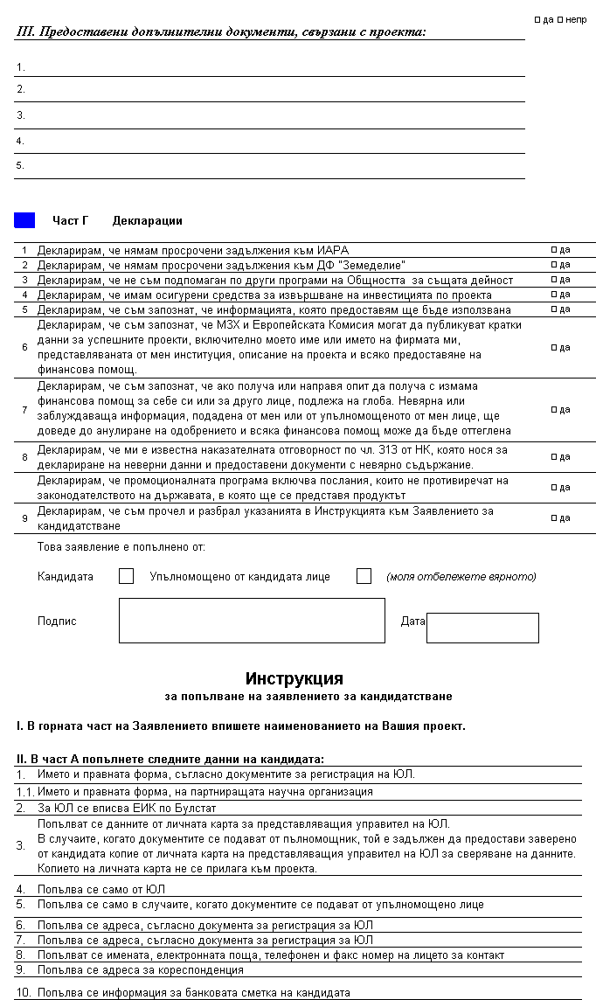 □ да □ непр
III. Предоставени допълнителни документи, свързани с проекта:
1.
2.
3.
4.
5.
Част Г Декларации
1 Декларирам, че нямам просрочени задължения към ИАРА □ да
2 Декларирам, че нямам просрочени задължения към ДФ "Земеделие" □ да
3 Декларирам, че не съм подпомаган по други програми на Общността за същата дейност □ да
4 Декларирам, че имам осигурени средства за извършване на инвестицията по проекта □ да
5 Декларирам, че съм запознат, че информацията, която предоставям ще бъде използвана □ да
Декларирам, че съм запознат, че МЗХ и Европейската Комисия могат да публикуват кратки
данни за успешните проекти, включително моето име или името на фирмата ми,
6 представляваната от мен институция, описание на проекта и всяко предоставяне на □ да
финансова помощ.
Декларирам, че съм запознат, че ако получа или направя опит да получа с измама
финансова помощ за себе си или за друго лице, подлежа на глоба. Невярна или
7 заблуждаваща информация, подадена от мен или от упълномощеното от мен лице, ще □ да
доведе до анулиране на одобрението и всяка финансова помощ може да бъде оттеглена
8 Декларирам, че ми е известна наказателната отговорност по чл. 313 от НК, която нося за □ да
деклариране на неверни данни и предоставени документи с невярно съдържание.
Декларирам, че промоционалната програма включва послания, които не противиречат на □ да
законодателството на държавата, в която ще се представя продуктът
9 Декларирам, че съм прочел и разбрал указанията в Инструкцията към Заявлението за □ да
кандидатстване
Това заявление е попълнено от:
Кандидата Упълномощено от кандидата лице (моля отбележете вярното)
Подпис Дата
Инструкция
за попълване на заявлението за кандидатстване
I. В горната част на Заявлението впишете наименованието на Вашия проект.
II. В част А попълнете следните данни на кандидата:
1. Името и правната форма, съгласно документите за регистрация на ЮЛ.
1.1. Името и правната форма, на партниращата научна организация
2. За ЮЛ се вписва ЕИК по Булстат
Попълват се данните от личната карта за представляващия управител на ЮЛ.
3. В случаите, когато документите се подават от пълномощник, той е задължен да предостави заверено
от кандидата копие от личната карта на представляващия управител на ЮЛ за сверяване на данните.
Копието на личната карта не се прилага към проекта.
4. Попълва се само от ЮЛ
5. Попълва се само в случаите, когато документите се подават от упълномощено лице
6. Попълва се адреса, съгласно документа за регистрация за ЮЛ
7. Попълва се адреса, съгласно документа за регистрация за ЮЛ
8. Попълват се имената, електронната поща, телефонен и факс номер на лицето за контакт
9. Попълва се адреса за кореспонденция
10. Попълва се информация за банковата сметка на кандидата